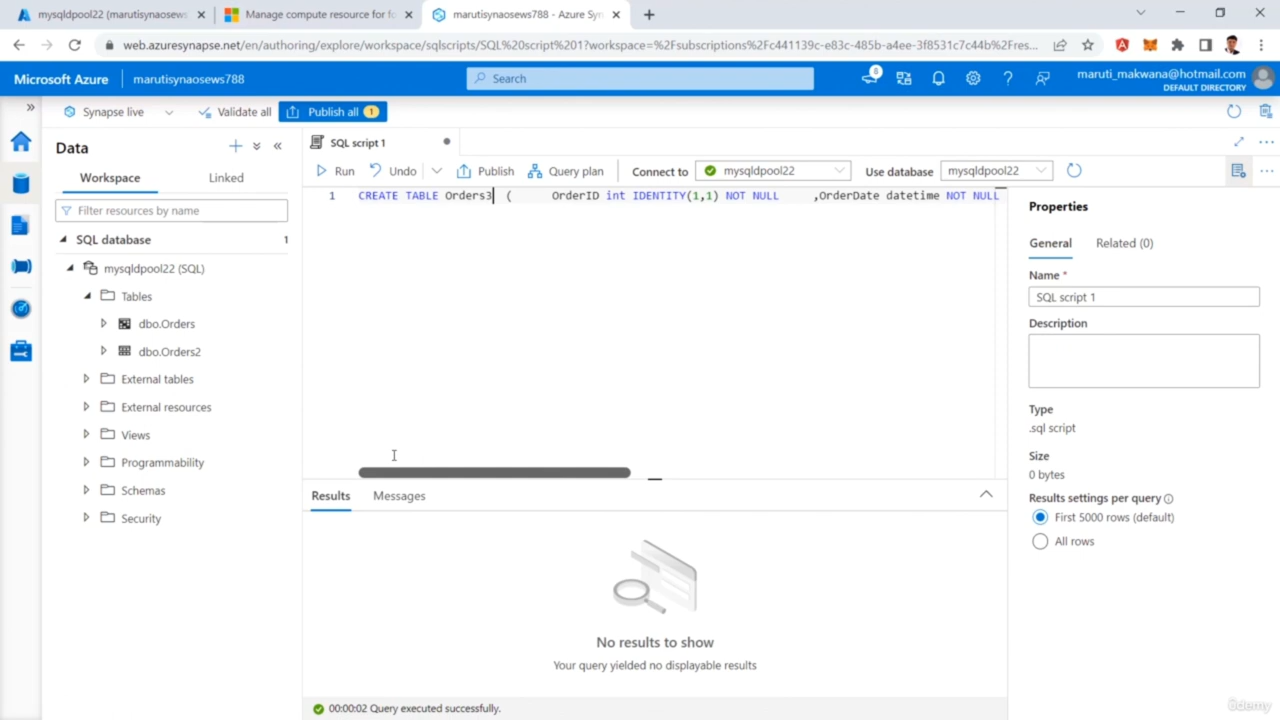 mysqldpool22 (marutisynaosews
Manage compute resource for fo
marutisynaosews788 - Azure Syn
web.azuresynapse.net/en/authoring/explore/workspace/sqlscripts/SQL%20script%201?workspace=%2Fsubscriptions%2Fc441139c-e83c-485b-a4ee-3f8531c7c44b%2Fres...
Microsoft Azure
marutisynaosews788
Search
8
maruti_makwana@hotmail.com
DEFAULT DIRECTORY
Synapse live
Validate all
Publish all
1
Data
Workspace
Linked
Filter resources by name
SQL database
1
mysqldpool22 (SQL)
Tables
dbo.Orders
dbo.Orders2
External tables
External resources
Views
Programmability
Schemas
Security
SQL script 1
Run
Undo
Publish
Query plan
Connect to
mysqldpool22
Use database
mysqldpool22
1 CREATE TABLE Orders3 ( OrderID int IDENTITY(1,1) NOT NULL ,OrderDate datetime NOT NULL
Results
Messages
No results to show
Your query yielded no displayable results
00:00:02 Query executed successfully.
Properties
General
Related (0)
Name *
SQL script 1
Description
Type
.sql script
Size
0 bytes
Results settings per query
First 5000 rows (default)
All rows
ûdemy